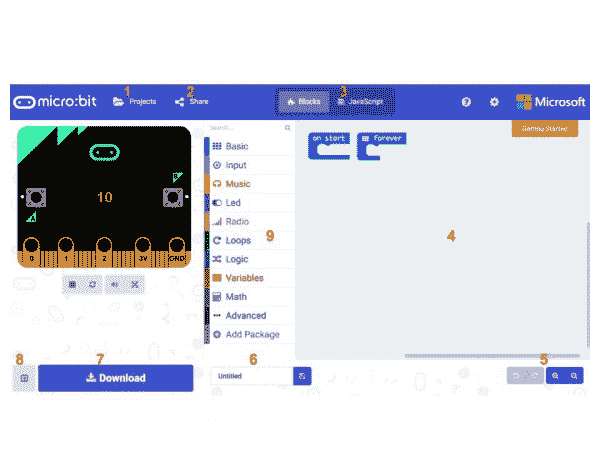 1 2 3
micro:bit Projects Share Blocks JavaScript Microsoft
Getting Started
Search...
on start forever
Basic
Input
Music
Led
Radio
Loops
Logic
Variables
Math
Advanced
Add Package
10
B
A
0 1 2 3V GND
9
4
8 7 6 5
Download
Untitled